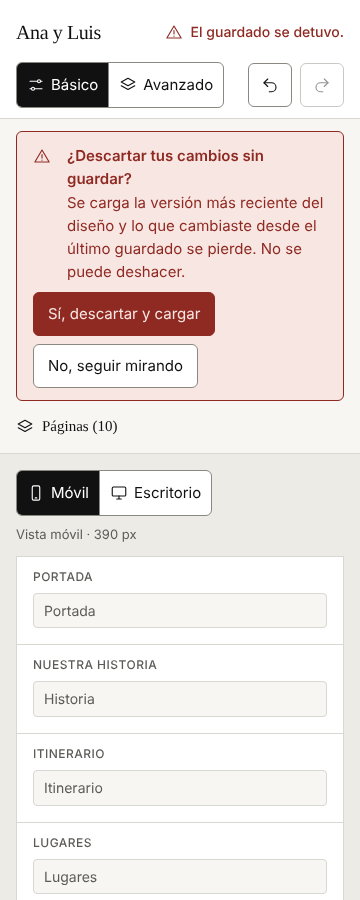 Ana y Luis
El guardado se detuvo.
Básico
Avanzado
¿Descartar tus cambios sin
guardar?
Se carga la versión más reciente del
diseño y lo que cambiaste desde el
último guardado se pierde. No se
puede deshacer.
Sí, descartar y cargar
No, seguir mirando
Páginas (10)
Móvil
Escritorio
Vista móvil · 390 px
PORTADA
Portada
NUESTRA HISTORIA
Historia
ITINERARIO
Itinerario
LUGARES
Lugares